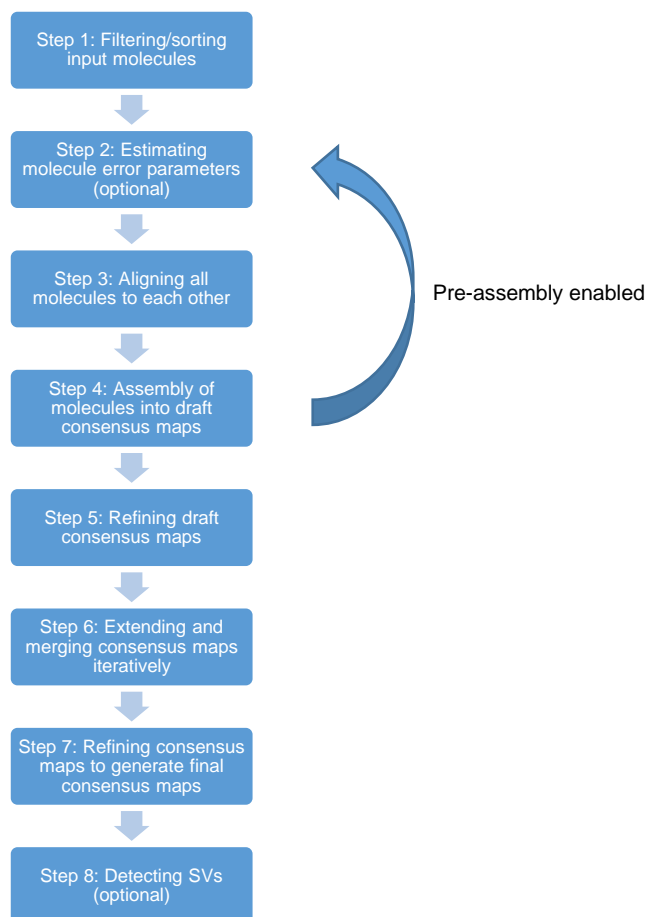 Step 1: Filtering/sorting
input molecules
Step 2: Estimating
molecule error parameters
(optional)
Step 3: Aligning all
molecules to each other
Pre-assembly enabled
Step 4: Assembly of
molecules into draft
consensus maps
Step 5: Refining draft
consensus maps
Step 6: Extending and
merging consensus maps
iteratively
Step 7: Refining consensus
maps to generate final
consensus maps
Step 8: Detecting SVs
(optional)